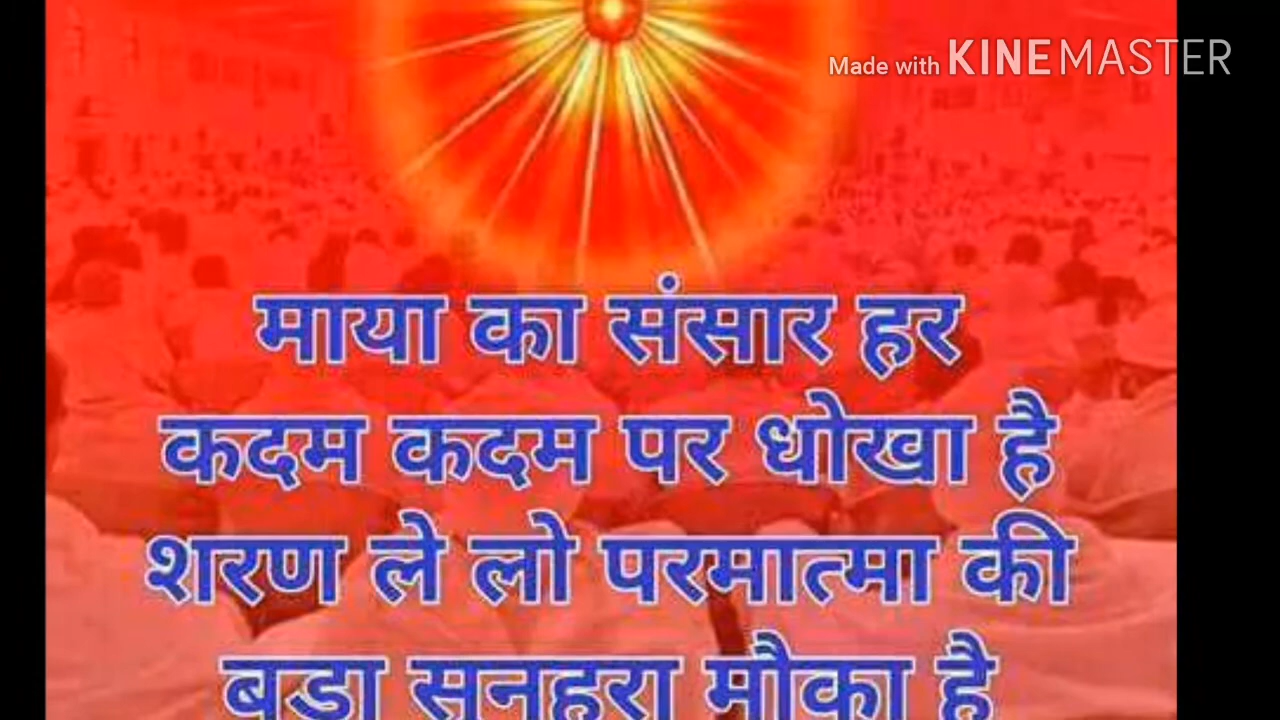 Made with KINEMASTER
माया का संसार हर
कदम कदम पर धोखा है
शरण ले लो परमात्मा की
बड़ा सुनहरा मौका है